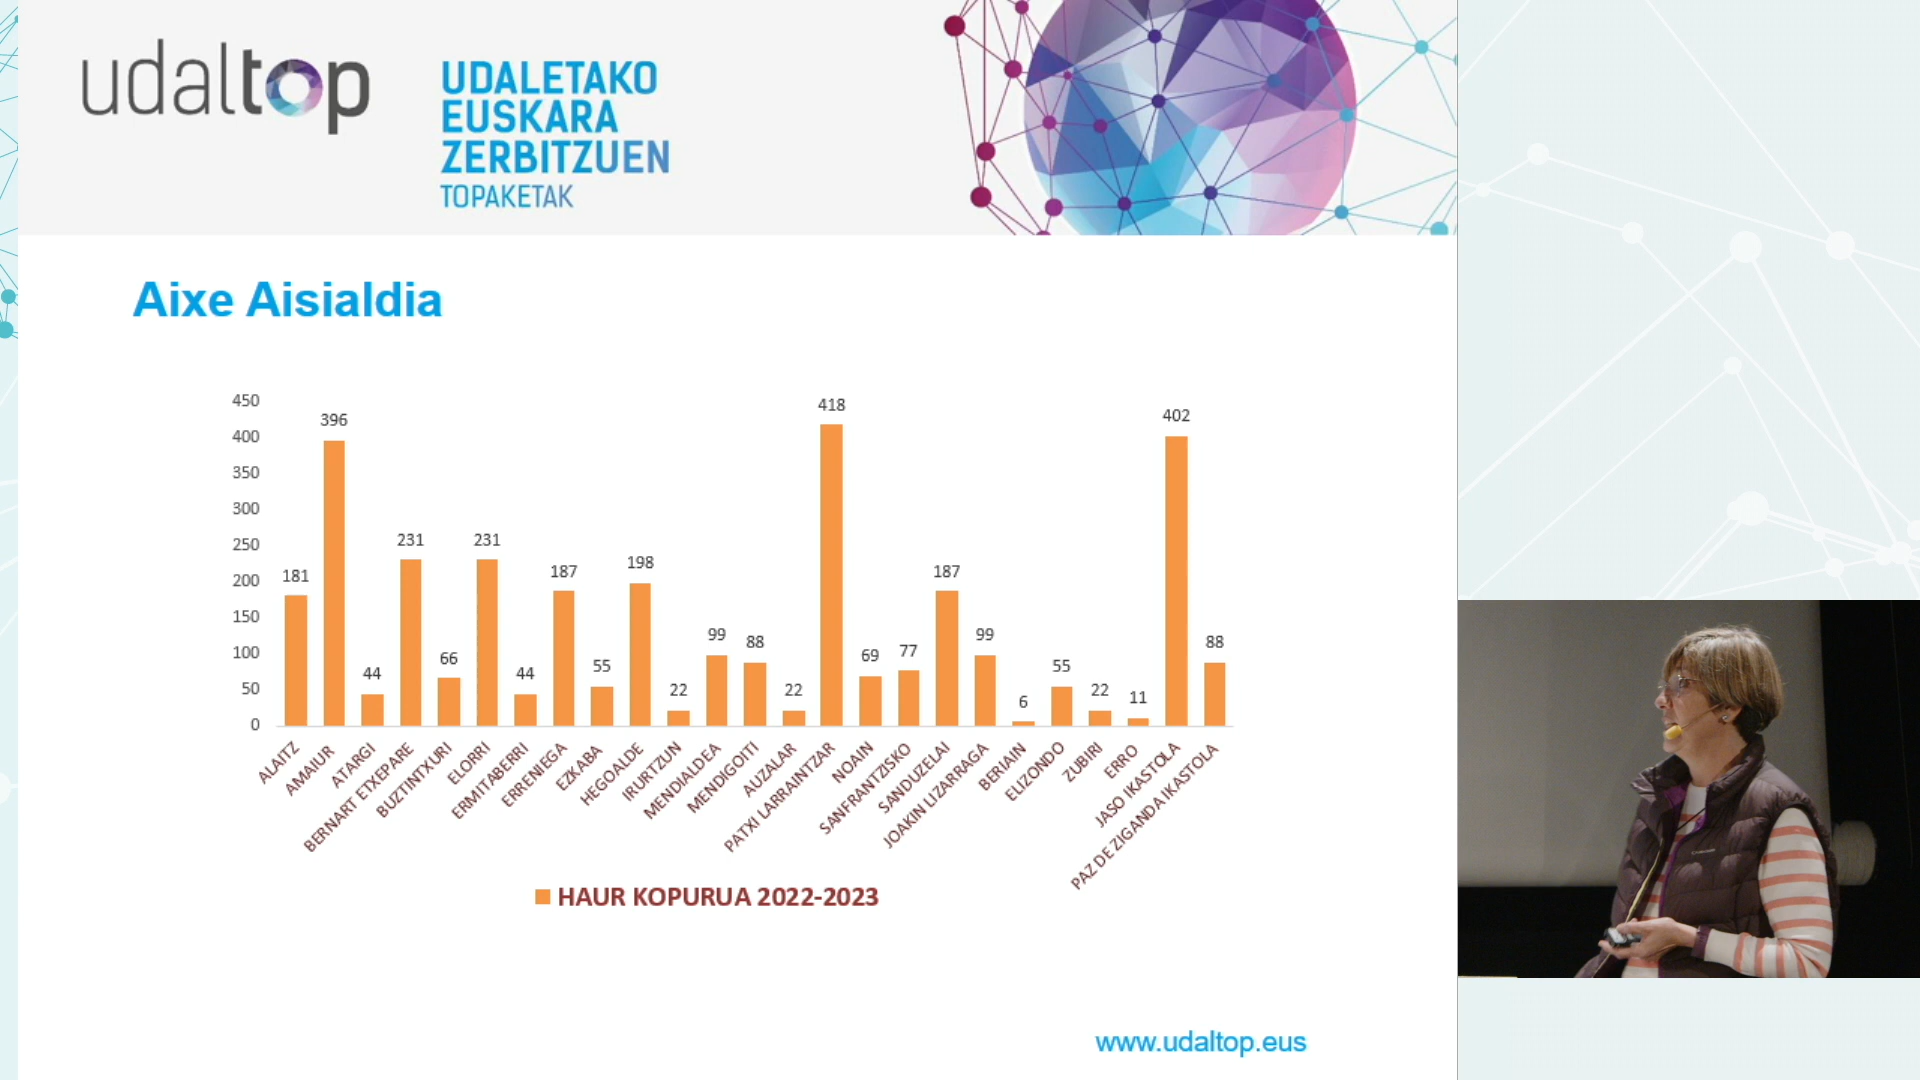 udaltop
UDALETAKO
EUSKARA
ZERBITZUEN
TOPAKETAK
Aixe Aisialdia
450
400
350
300
250
200
150
100
50
0
181
396
44
231
66
231
44
187
55
198
22
99
88
22
418
69
77
187
99
6
55
22
11
402
88
ALAITZ
AMAIUR
ATARGI
BERNART ETXEPARE
BUZTINTXURI
ELORRI
ERMITABERRI
ERRENIEGA
EZKABA
HEGOALDE
IRURTZUN
MENDIALDEA
MENDIGOITI
AUZALAR
PATXI LARRAINTZAR
NOAIN
SANFRANTZISKO
SANDUZELAI
JOAKIN LIZARRAGA
BERIAIN
ELIZONDO
ZUBIRI
ERRO
JASO IKASTOLA
PAZ DE ZIGANDA IKASTOLA
HAUR KOPURUA 2022-2023
www.udaltop.eus